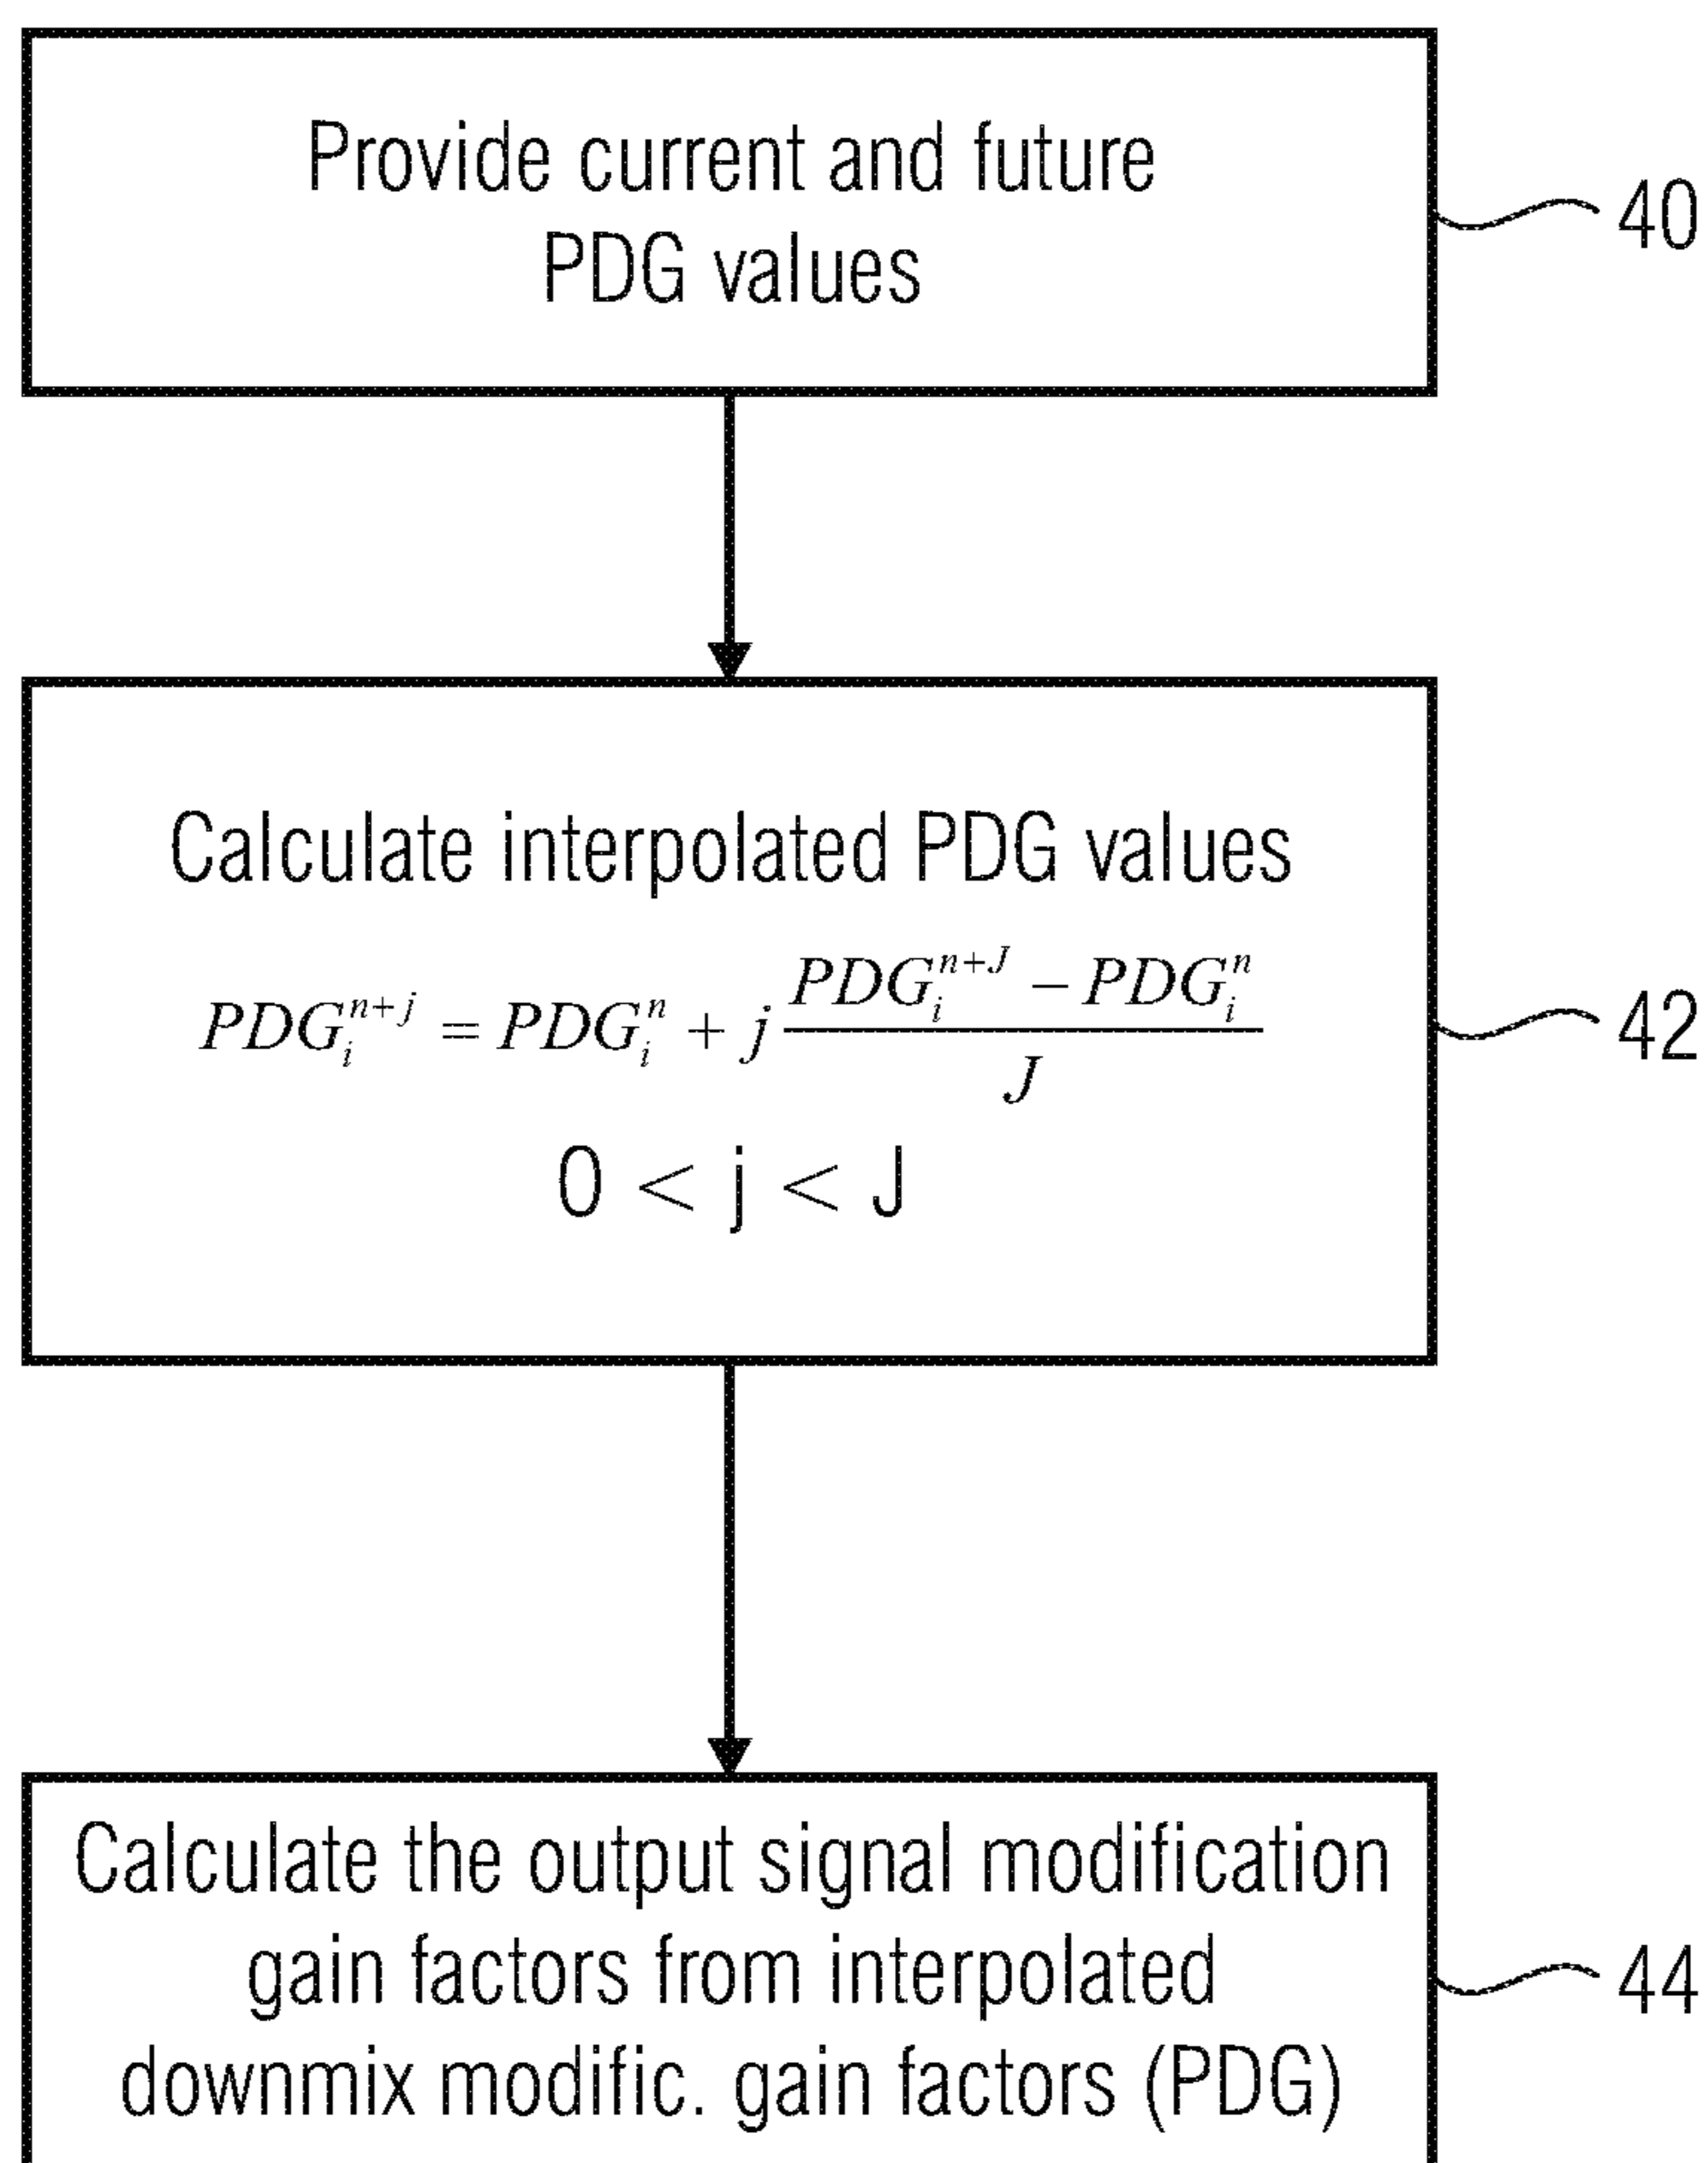 Provide current and future
PDG values
40
Calculate interpolated PDG values
$PDG_i^{n+j} = PDG_i^n + j \frac{PDG_i^{n+J} - PDG_i^n}{J}$
0 < j < J
42
Calculate the output signal modification
gain factors from interpolated
downmix modific. gain factors (PDG)
44